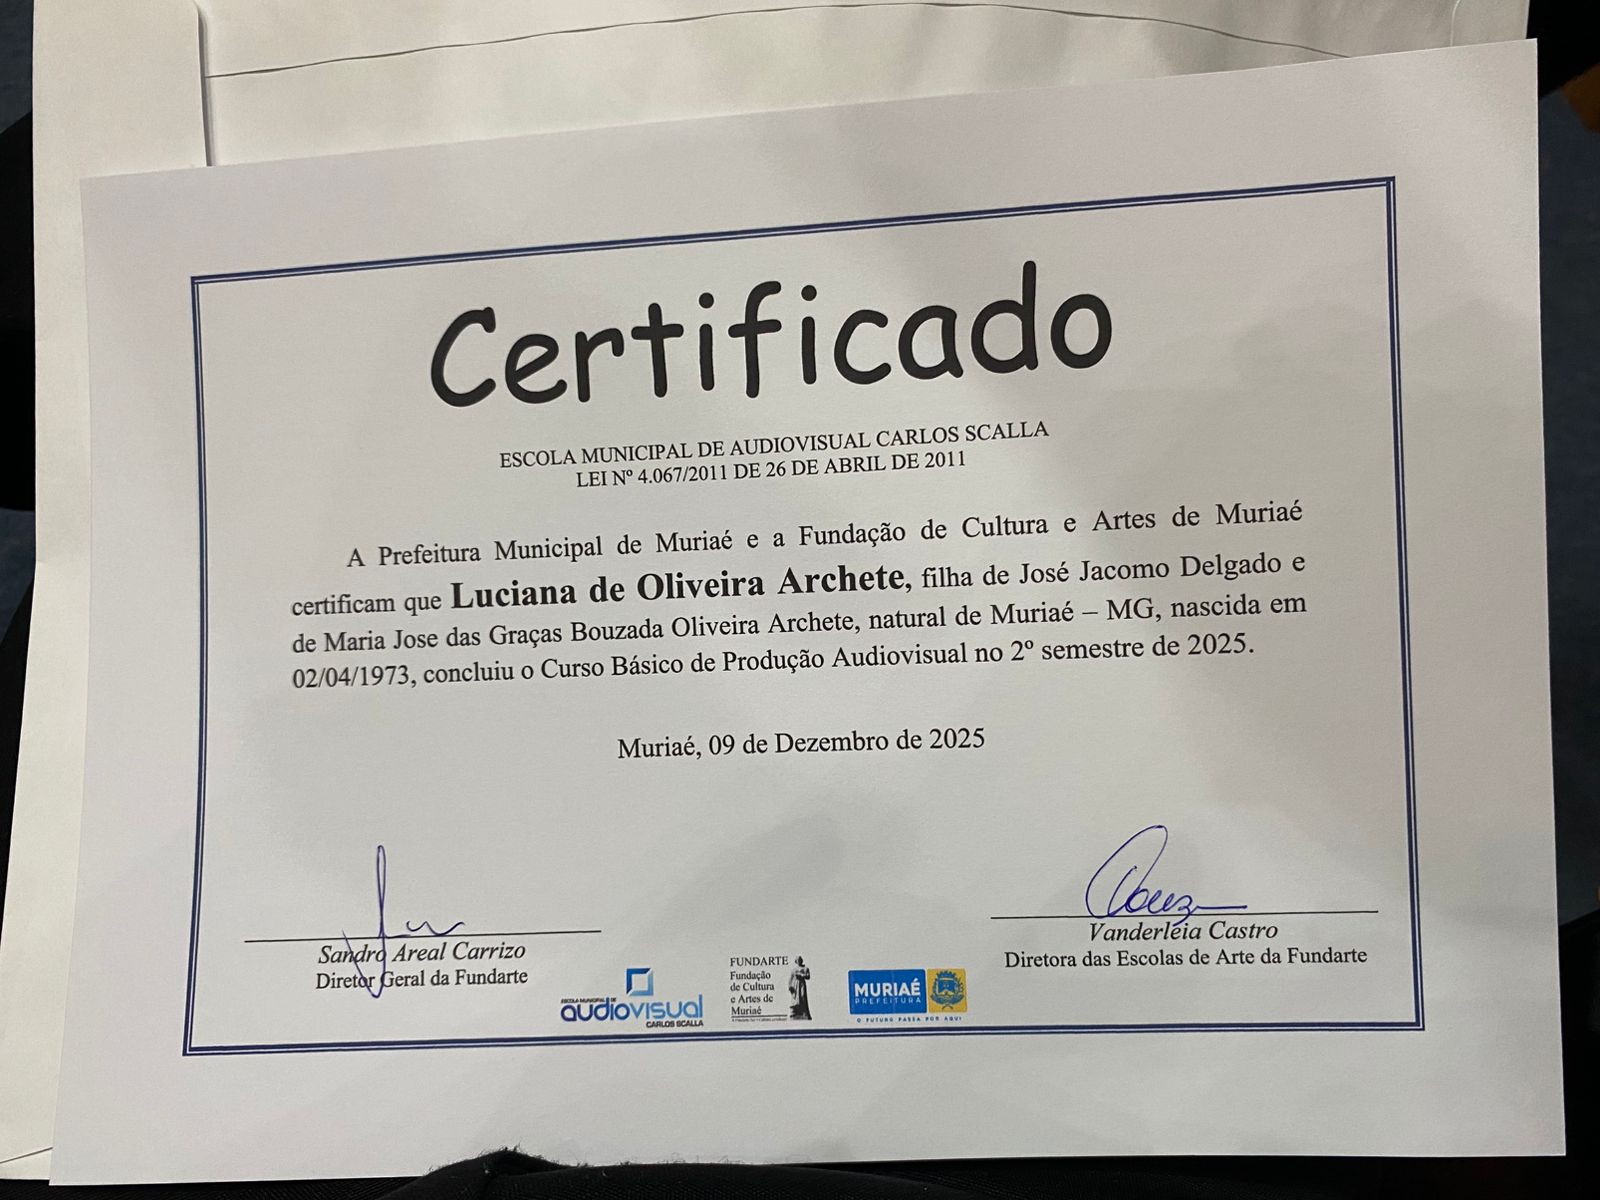 Certificado
ESCOLA MUNICIPAL DE AUDIOVISUAL CARLOS SCALLA
LEI Nº 4.067/2011 DE 26 DE ABRIL DE 2011
A Prefeitura Municipal de Muriaé e a Fundação de Cultura e Artes de Muriaé
certificam que Luciana de Oliveira Archete, filha de José Jacomo Delgado e
de Maria Jose das Graças Bouzada Oliveira Archete, natural de Muriaé – MG, nascida em
02/04/1973, concluiu o Curso Básico de Produção Audiovisual no 2º semestre de 2025.
Muriaé, 09 de Dezembro de 2025
Sandro Areal Carrizo
Diretor Geral da Fundarte
Vanderléia Castro
Diretora das Escolas de Arte da Fundarte
ESCOLA MUNICIPAL DE
audiovisual
CARLOS SCALLA
FUNDARTE
Fundação
de Cultura
e Artes de
Muriaé
MURIAÉ
PREFEITURA
O FUTURO PASSA POR AQUI